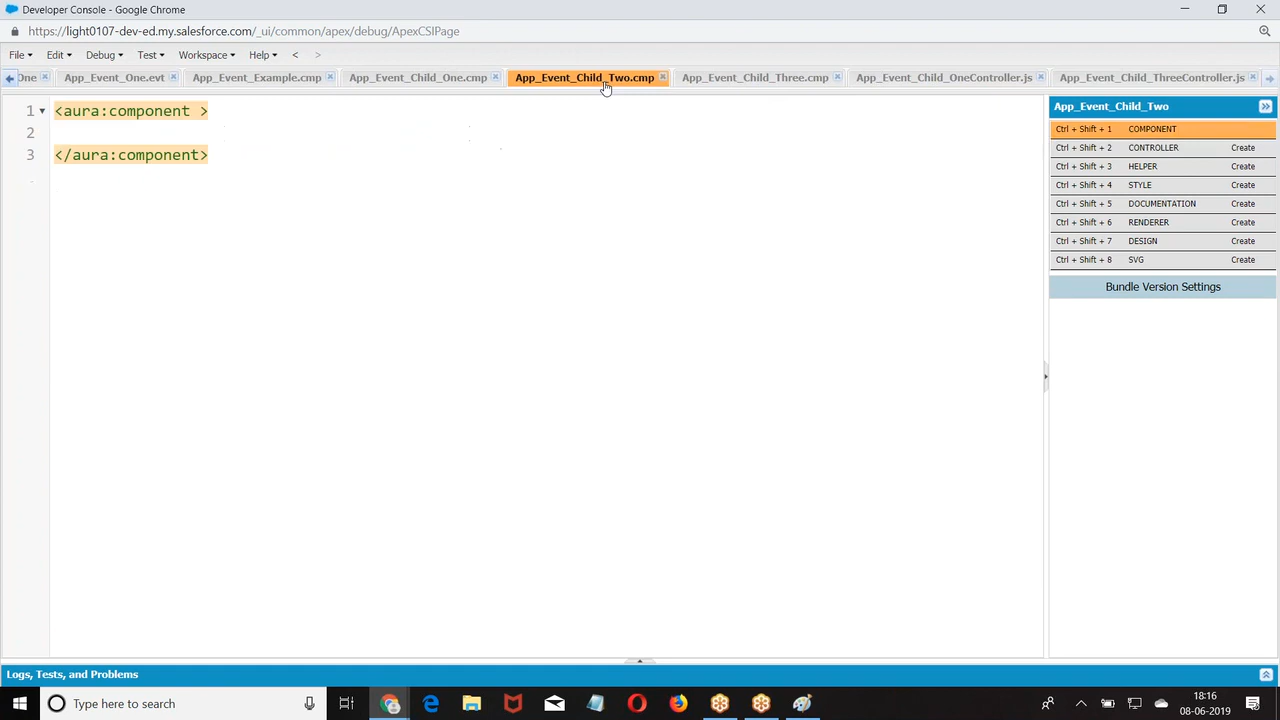 Developer Console - Google Chrome
https://light0107-dev-ed.my.salesforce.com/_ui/common/apex/debug/ApexCSIPage
File Edit Debug Test Workspace Help < >
One App_Event_One.evt App_Event_Example.cmp App_Event_Child_One.cmp App_Event_Child_Two.cmp App_Event_Child_Three.cmp App_Event_Child_OneController.js App_Event_Child_ThreeController.js
1 <aura:component >
2
3 </aura:component>
App_Event_Child_Two
Ctrl + Shift + 1 COMPONENT
Ctrl + Shift + 2 CONTROLLER Create
Ctrl + Shift + 3 HELPER Create
Ctrl + Shift + 4 STYLE Create
Ctrl + Shift + 5 DOCUMENTATION Create
Ctrl + Shift + 6 RENDERER Create
Ctrl + Shift + 7 DESIGN Create
Ctrl + Shift + 8 SVG Create
Bundle Version Settings
Logs, Tests, and Problems
Type here to search
18:16
08-06-2019